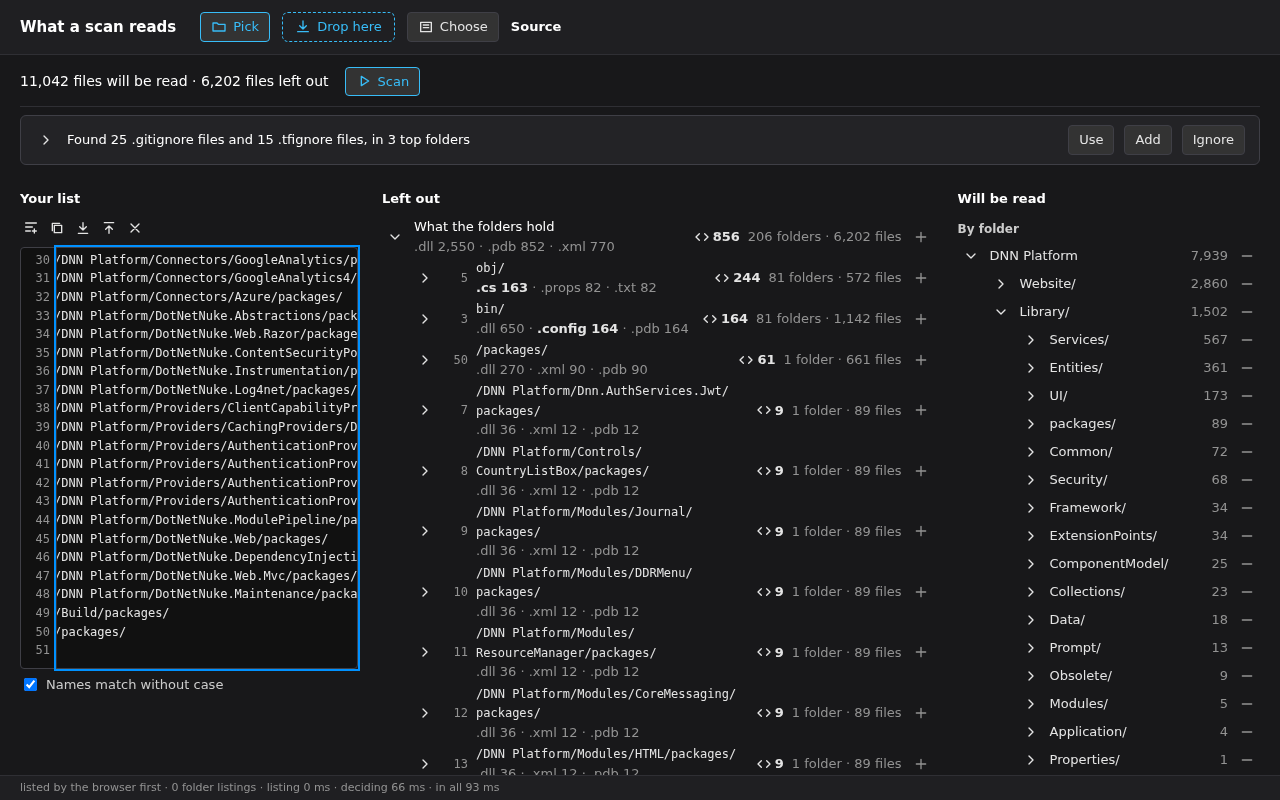 What a scan reads Pick Drop here Choose Source
11,042 files will be read · 6,202 files left out Scan
Found 25 .gitignore files and 15 .tfignore files, in 3 top folders Use Add Ignore
Your list
30 /DNN Platform/Connectors/GoogleAnalytics/p
31 /DNN Platform/Connectors/GoogleAnalytics4/
32 /DNN Platform/Connectors/Azure/packages/
33 /DNN Platform/DotNetNuke.Abstractions/pack
34 /DNN Platform/DotNetNuke.Web.Razor/package
35 /DNN Platform/DotNetNuke.ContentSecurityPo
36 /DNN Platform/DotNetNuke.Instrumentation/p
37 /DNN Platform/DotNetNuke.Log4net/packages/
38 /DNN Platform/Providers/ClientCapabilityPr
39 /DNN Platform/Providers/CachingProviders/D
40 /DNN Platform/Providers/AuthenticationProv
41 /DNN Platform/Providers/AuthenticationProv
42 /DNN Platform/Providers/AuthenticationProv
43 /DNN Platform/Providers/AuthenticationProv
44 /DNN Platform/DotNetNuke.ModulePipeline/pa
45 /DNN Platform/DotNetNuke.Web/packages/
46 /DNN Platform/DotNetNuke.DependencyInjecti
47 /DNN Platform/DotNetNuke.Web.Mvc/packages/
48 /DNN Platform/DotNetNuke.Maintenance/packa
49 /Build/packages/
50 /packages/
51
Names match without case
Left out
What the folders hold
.dll 2,550 · .pdb 852 · .xml 770
856 206 folders · 6,202 files
5 obj/
.cs 163 · .props 82 · .txt 82
244 81 folders · 572 files
3 bin/
.dll 650 · .config 164 · .pdb 164
164 81 folders · 1,142 files
50 /packages/
.dll 270 · .xml 90 · .pdb 90
61 1 folder · 661 files
7 /DNN Platform/Dnn.AuthServices.Jwt/
packages/
.dll 36 · .xml 12 · .pdb 12
9 1 folder · 89 files
8 /DNN Platform/Controls/
CountryListBox/packages/
.dll 36 · .xml 12 · .pdb 12
9 1 folder · 89 files
9 /DNN Platform/Modules/Journal/
packages/
.dll 36 · .xml 12 · .pdb 12
9 1 folder · 89 files
10 /DNN Platform/Modules/DDRMenu/
packages/
.dll 36 · .xml 12 · .pdb 12
9 1 folder · 89 files
11 /DNN Platform/Modules/
ResourceManager/packages/
.dll 36 · .xml 12 · .pdb 12
9 1 folder · 89 files
12 /DNN Platform/Modules/CoreMessaging/
packages/
.dll 36 · .xml 12 · .pdb 12
9 1 folder · 89 files
13 /DNN Platform/Modules/HTML/packages/
.dll 36 · .xml 12 · .pdb 12
9 1 folder · 89 files
Will be read
By folder
DNN Platform 7,939
Website/ 2,860
Library/ 1,502
Services/ 567
Entities/ 361
UI/ 173
packages/ 89
Common/ 72
Security/ 68
Framework/ 34
ExtensionPoints/ 34
ComponentModel/ 25
Collections/ 23
Data/ 18
Prompt/ 13
Obsolete/ 9
Modules/ 5
Application/ 4
Properties/ 1
listed by the browser first · 0 folder listings · listing 0 ms · deciding 66 ms · in all 93 ms